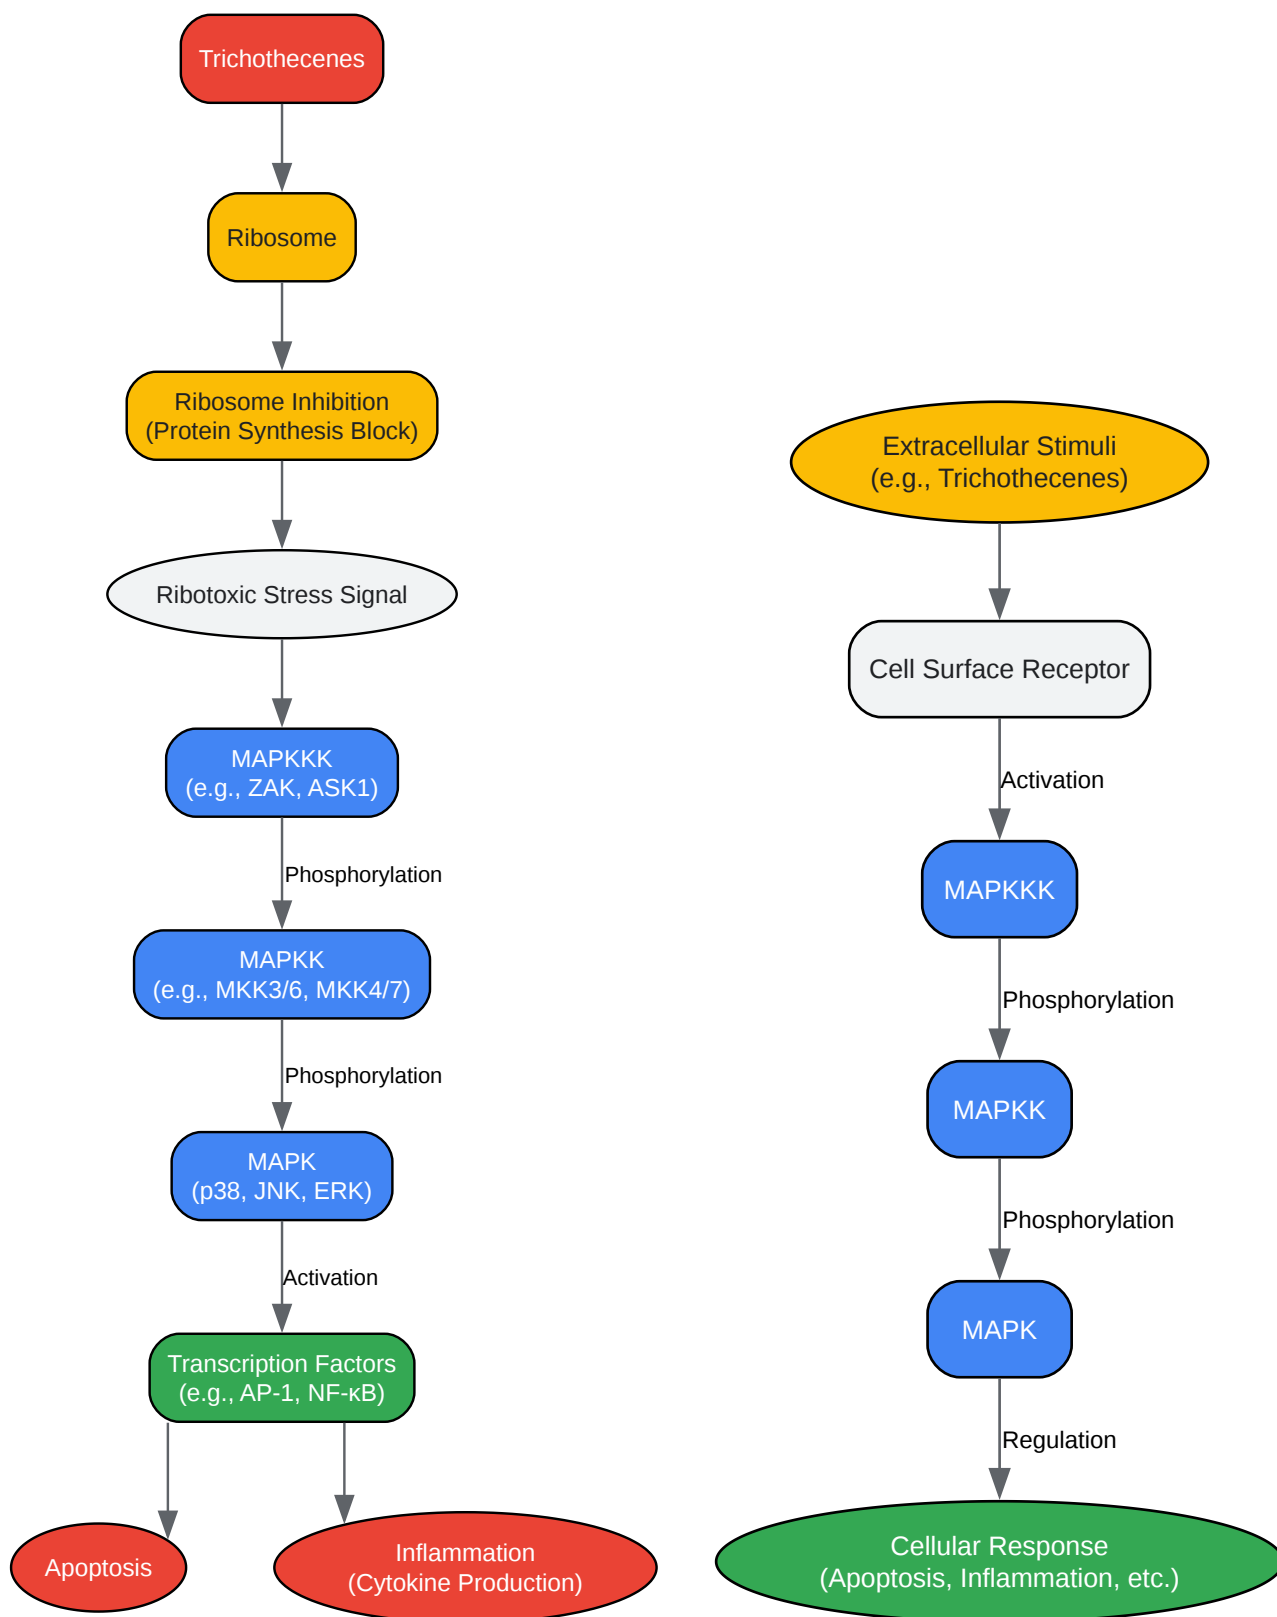 Trichothecenes
Ribosome
Ribosome Inhibition
(Protein Synthesis Block)
Ribotoxic Stress Signal
MAPKKK
(e.g., ZAK, ASK1)
Phosphorylation
MAPKK
(e.g., MKK3/6, MKK4/7)
Phosphorylation
MAPK
(p38, JNK, ERK)
Activation
Transcription Factors
(e.g., AP-1, NF-κB)
Apoptosis
Inflammation
(Cytokine Production)
Extracellular Stimuli
(e.g., Trichothecenes)
Cell Surface Receptor
Activation
MAPKKK
Phosphorylation
MAPKK
Phosphorylation
MAPK
Regulation
Cellular Response
(Apoptosis, Inflammation, etc.)